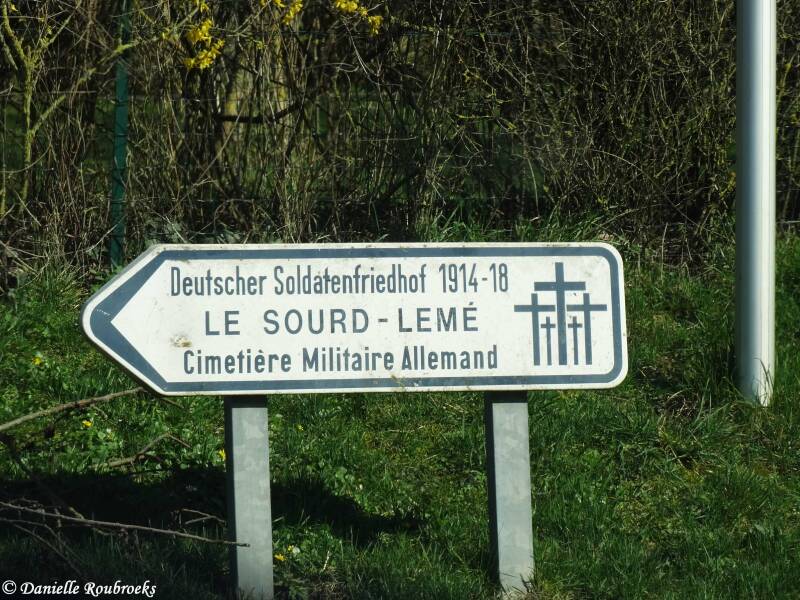 Deutscher Soldatenfriedhof 1914-18
LE SOURD-LEMÉ
Cimetière Militaire Allemand
© Danielle Roubroeks